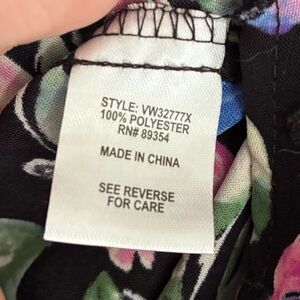 STYLE: VW32777X
100% POLYESTER
RN# 89354
MADE IN CHINA
SEE REVERSE
FOR CARE